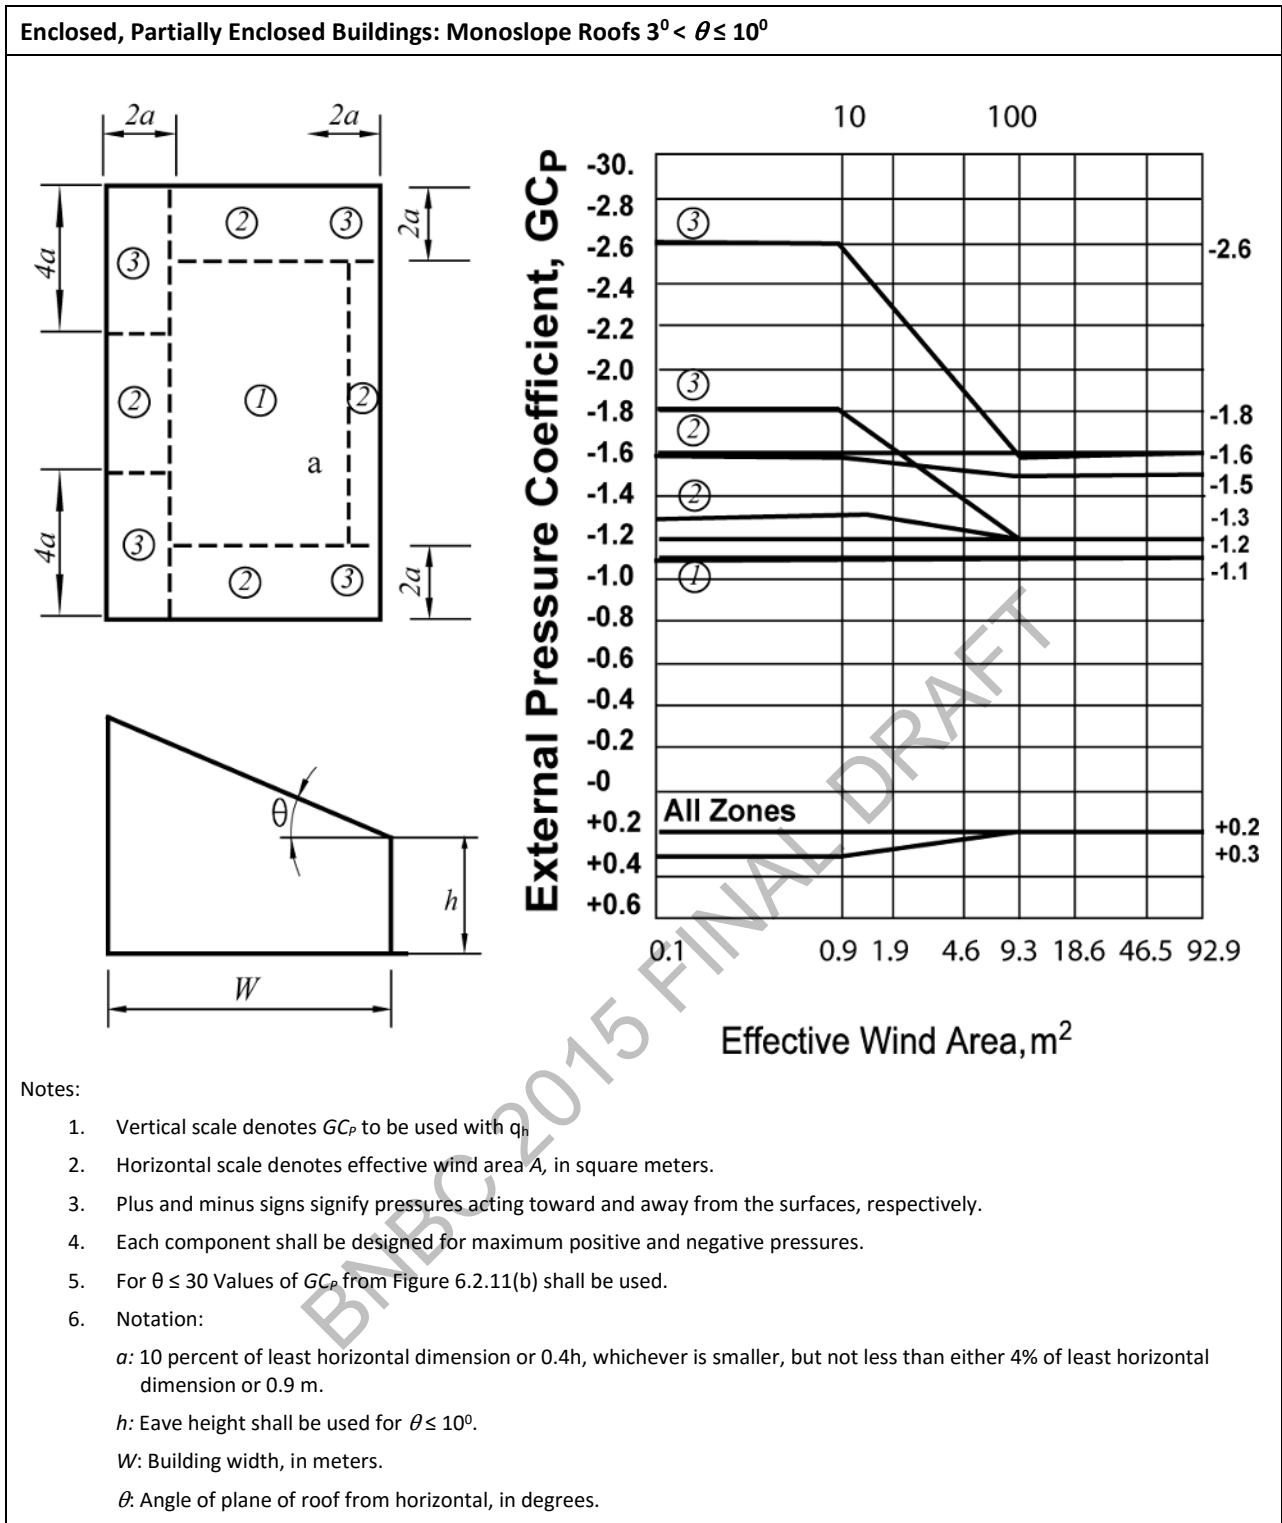 Enclosed, Partially Enclosed Buildings: Monoslope Roofs 3⁰ < θ ≤ 10⁰
2a 2a
4a
4a
2a
2a
② ③
③
② ① ②
a
③
② ③
θ
h
W
10 100
External Pressure Coefficient, GCP
-30.
-2.8
-2.6
-2.4
-2.2
-2.0
-1.8
-1.6
-1.4
-1.2
-1.0
-0.8
-0.6
-0.4
-0.2
-0
+0.2
+0.4
+0.6
③
③
②
②
①
All Zones
-2.6
-1.8
-1.6
-1.5
-1.3
-1.2
-1.1
+0.2
+0.3
0.1 0.9 1.9 4.6 9.3 18.6 46.5 92.9
Effective Wind Area, m²
Notes:
1. Vertical scale denotes GCP to be used with qh
2. Horizontal scale denotes effective wind area A, in square meters.
3. Plus and minus signs signify pressures acting toward and away from the surfaces, respectively.
4. Each component shall be designed for maximum positive and negative pressures.
5. For θ ≤ 30 Values of GCP from Figure 6.2.11(b) shall be used.
6. Notation:
a: 10 percent of least horizontal dimension or 0.4h, whichever is smaller, but not less than either 4% of least horizontal
dimension or 0.9 m.
h: Eave height shall be used for θ ≤ 10⁰.
W: Building width, in meters.
θ: Angle of plane of roof from horizontal, in degrees.
BNBC 2015 FINAL DRAFT